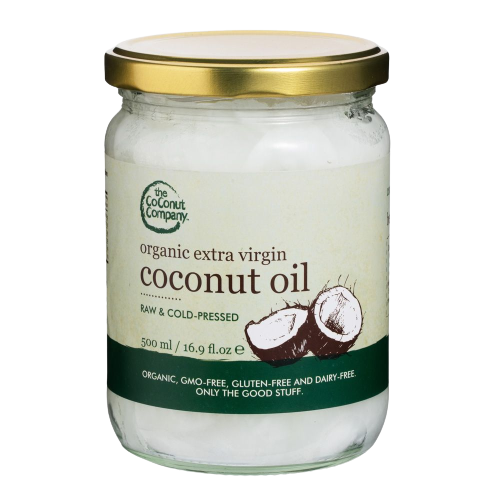 the
CoConut
Company.
organic extra virgin
coconut oil
RAW & COLD-PRESSED
500 ml / 16.9 fl.oz e
ORGANIC, GMO-FREE, GLUTEN-FREE AND DAIRY-FREE.
ONLY THE GOOD STUFF.